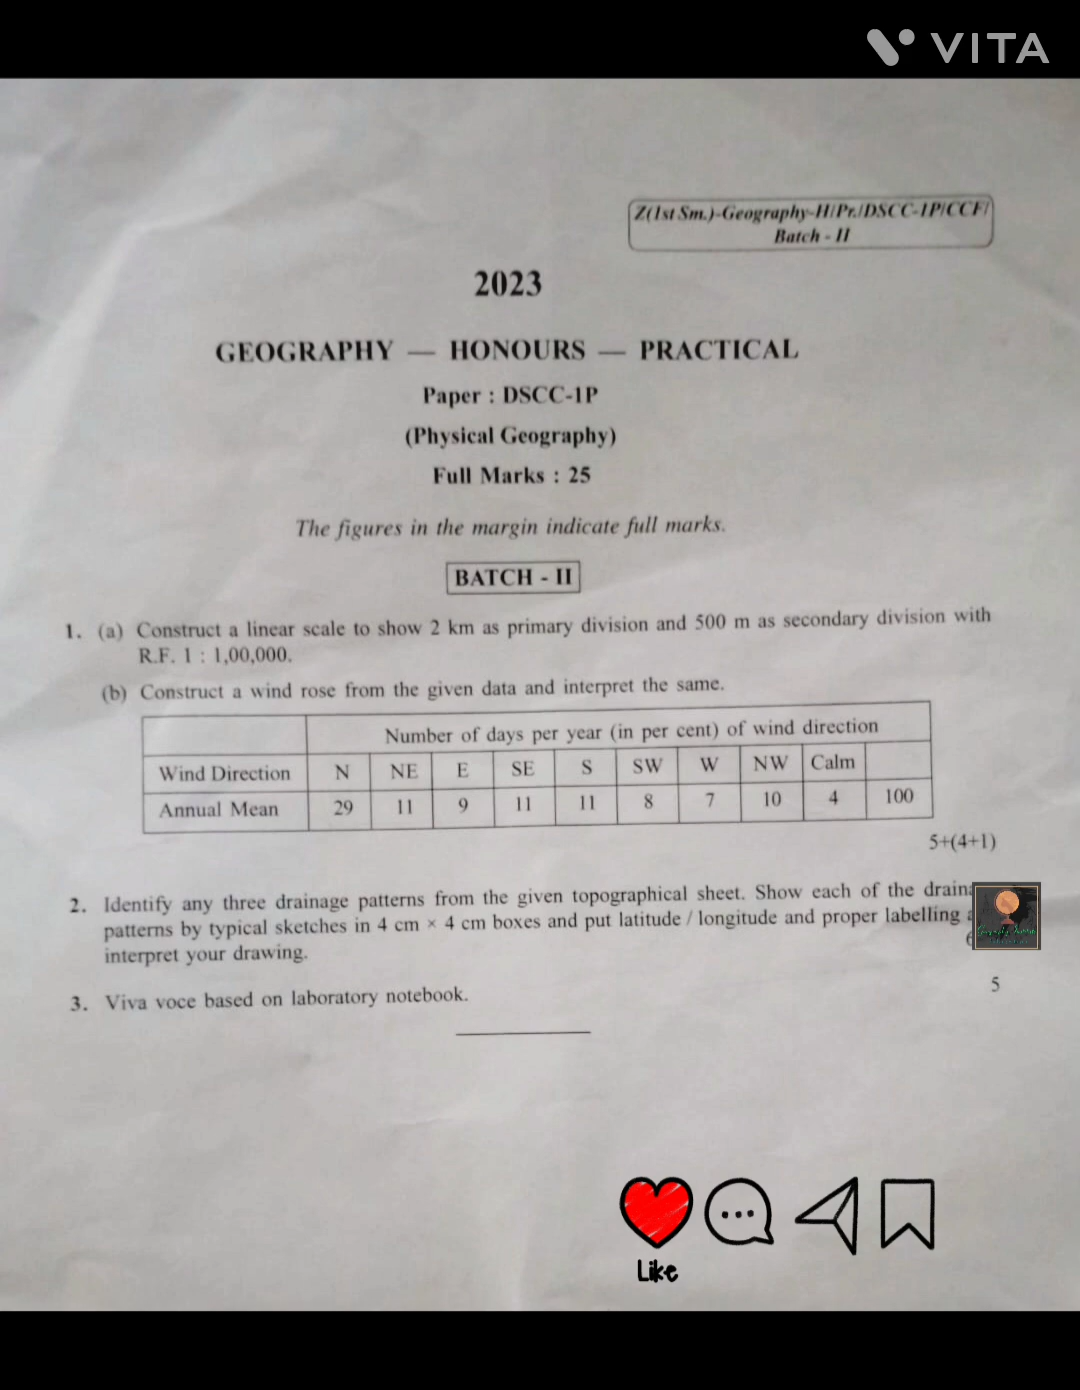 VITA
Z(1st Sm.)-Geography-H/Pr./DSCC-1P/CCF/
Batch - II
2023
GEOGRAPHY — HONOURS — PRACTICAL
Paper : DSCC-1P
(Physical Geography)
Full Marks : 25
The figures in the margin indicate full marks.
BATCH - II
1. (a) Construct a linear scale to show 2 km as primary division and 500 m as secondary division with
R.F. 1 : 1,00,000.
(b) Construct a wind rose from the given data and interpret the same.
Number of days per year (in per cent) of wind direction
Wind Direction N NE E SE S SW W NW Calm
Annual Mean 29 11 9 11 11 8 7 10 4 100
5+(4+1)
2. Identify any three drainage patterns from the given topographical sheet. Show each of the
patterns by typical sketches in 4 cm × 4 cm boxes and put latitude / longitude and proper labelling
interpret your drawing.
3. Viva voce based on laboratory notebook.
5
Like